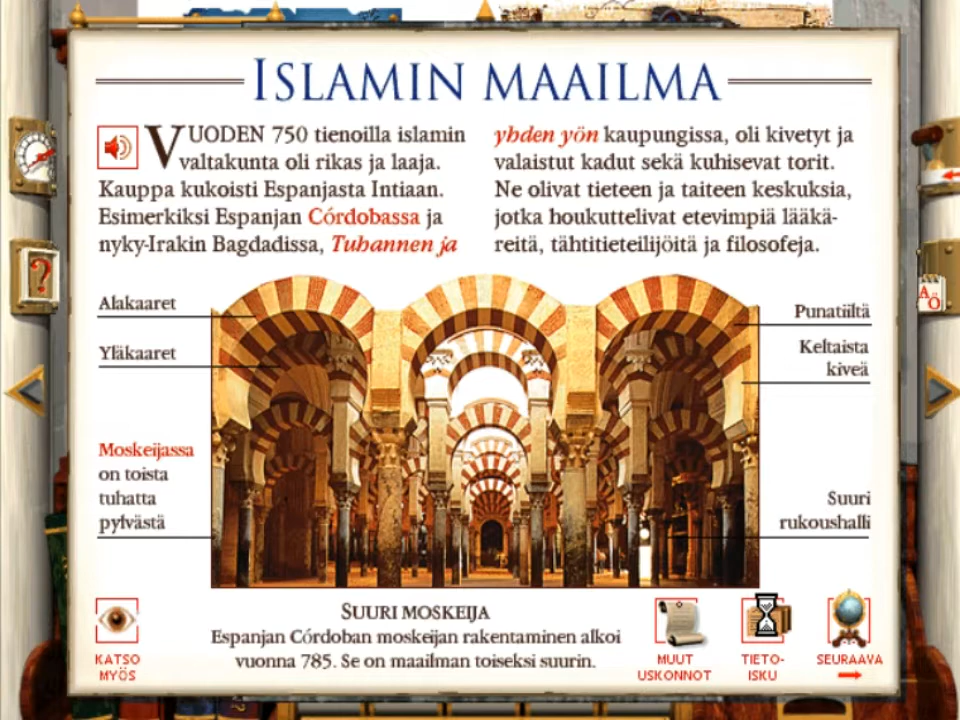 ISLAMIN MAAILMA
VUODEN 750 tienoilla islamin
valtakunta oli rikas ja laaja.
Kauppa kukoisti Espanjasta Intiaan.
Esimerkiksi Espanjan Córdobassa ja
nyky-Irakin Bagdadissa, Tuhannen ja
yhden yön kaupungissa, oli kivetyt ja
valaistut kadut sekä kuhisevat torit.
Ne olivat tieteen ja taiteen keskuksia,
jotka houkuttelivat etevimpiä lääkä-
reitä, tähtitieteilijöitä ja filosofeja.
Alakaaret
Yläkaaret
Moskeijassa
on toista
tuhatta
pylvästä
Punatiiltä
Keltaista
kiveä
Suuri
rukoushalli
SUURI MOSKEIJA
Espanjan Córdoban moskeijan rakentaminen alkoi
vuonna 785. Se on maailman toiseksi suurin.
KATSO
MYÖS
MUUT
USKONNOT
TIETO-
ISKU
SEURAAVA
?
A
Ö